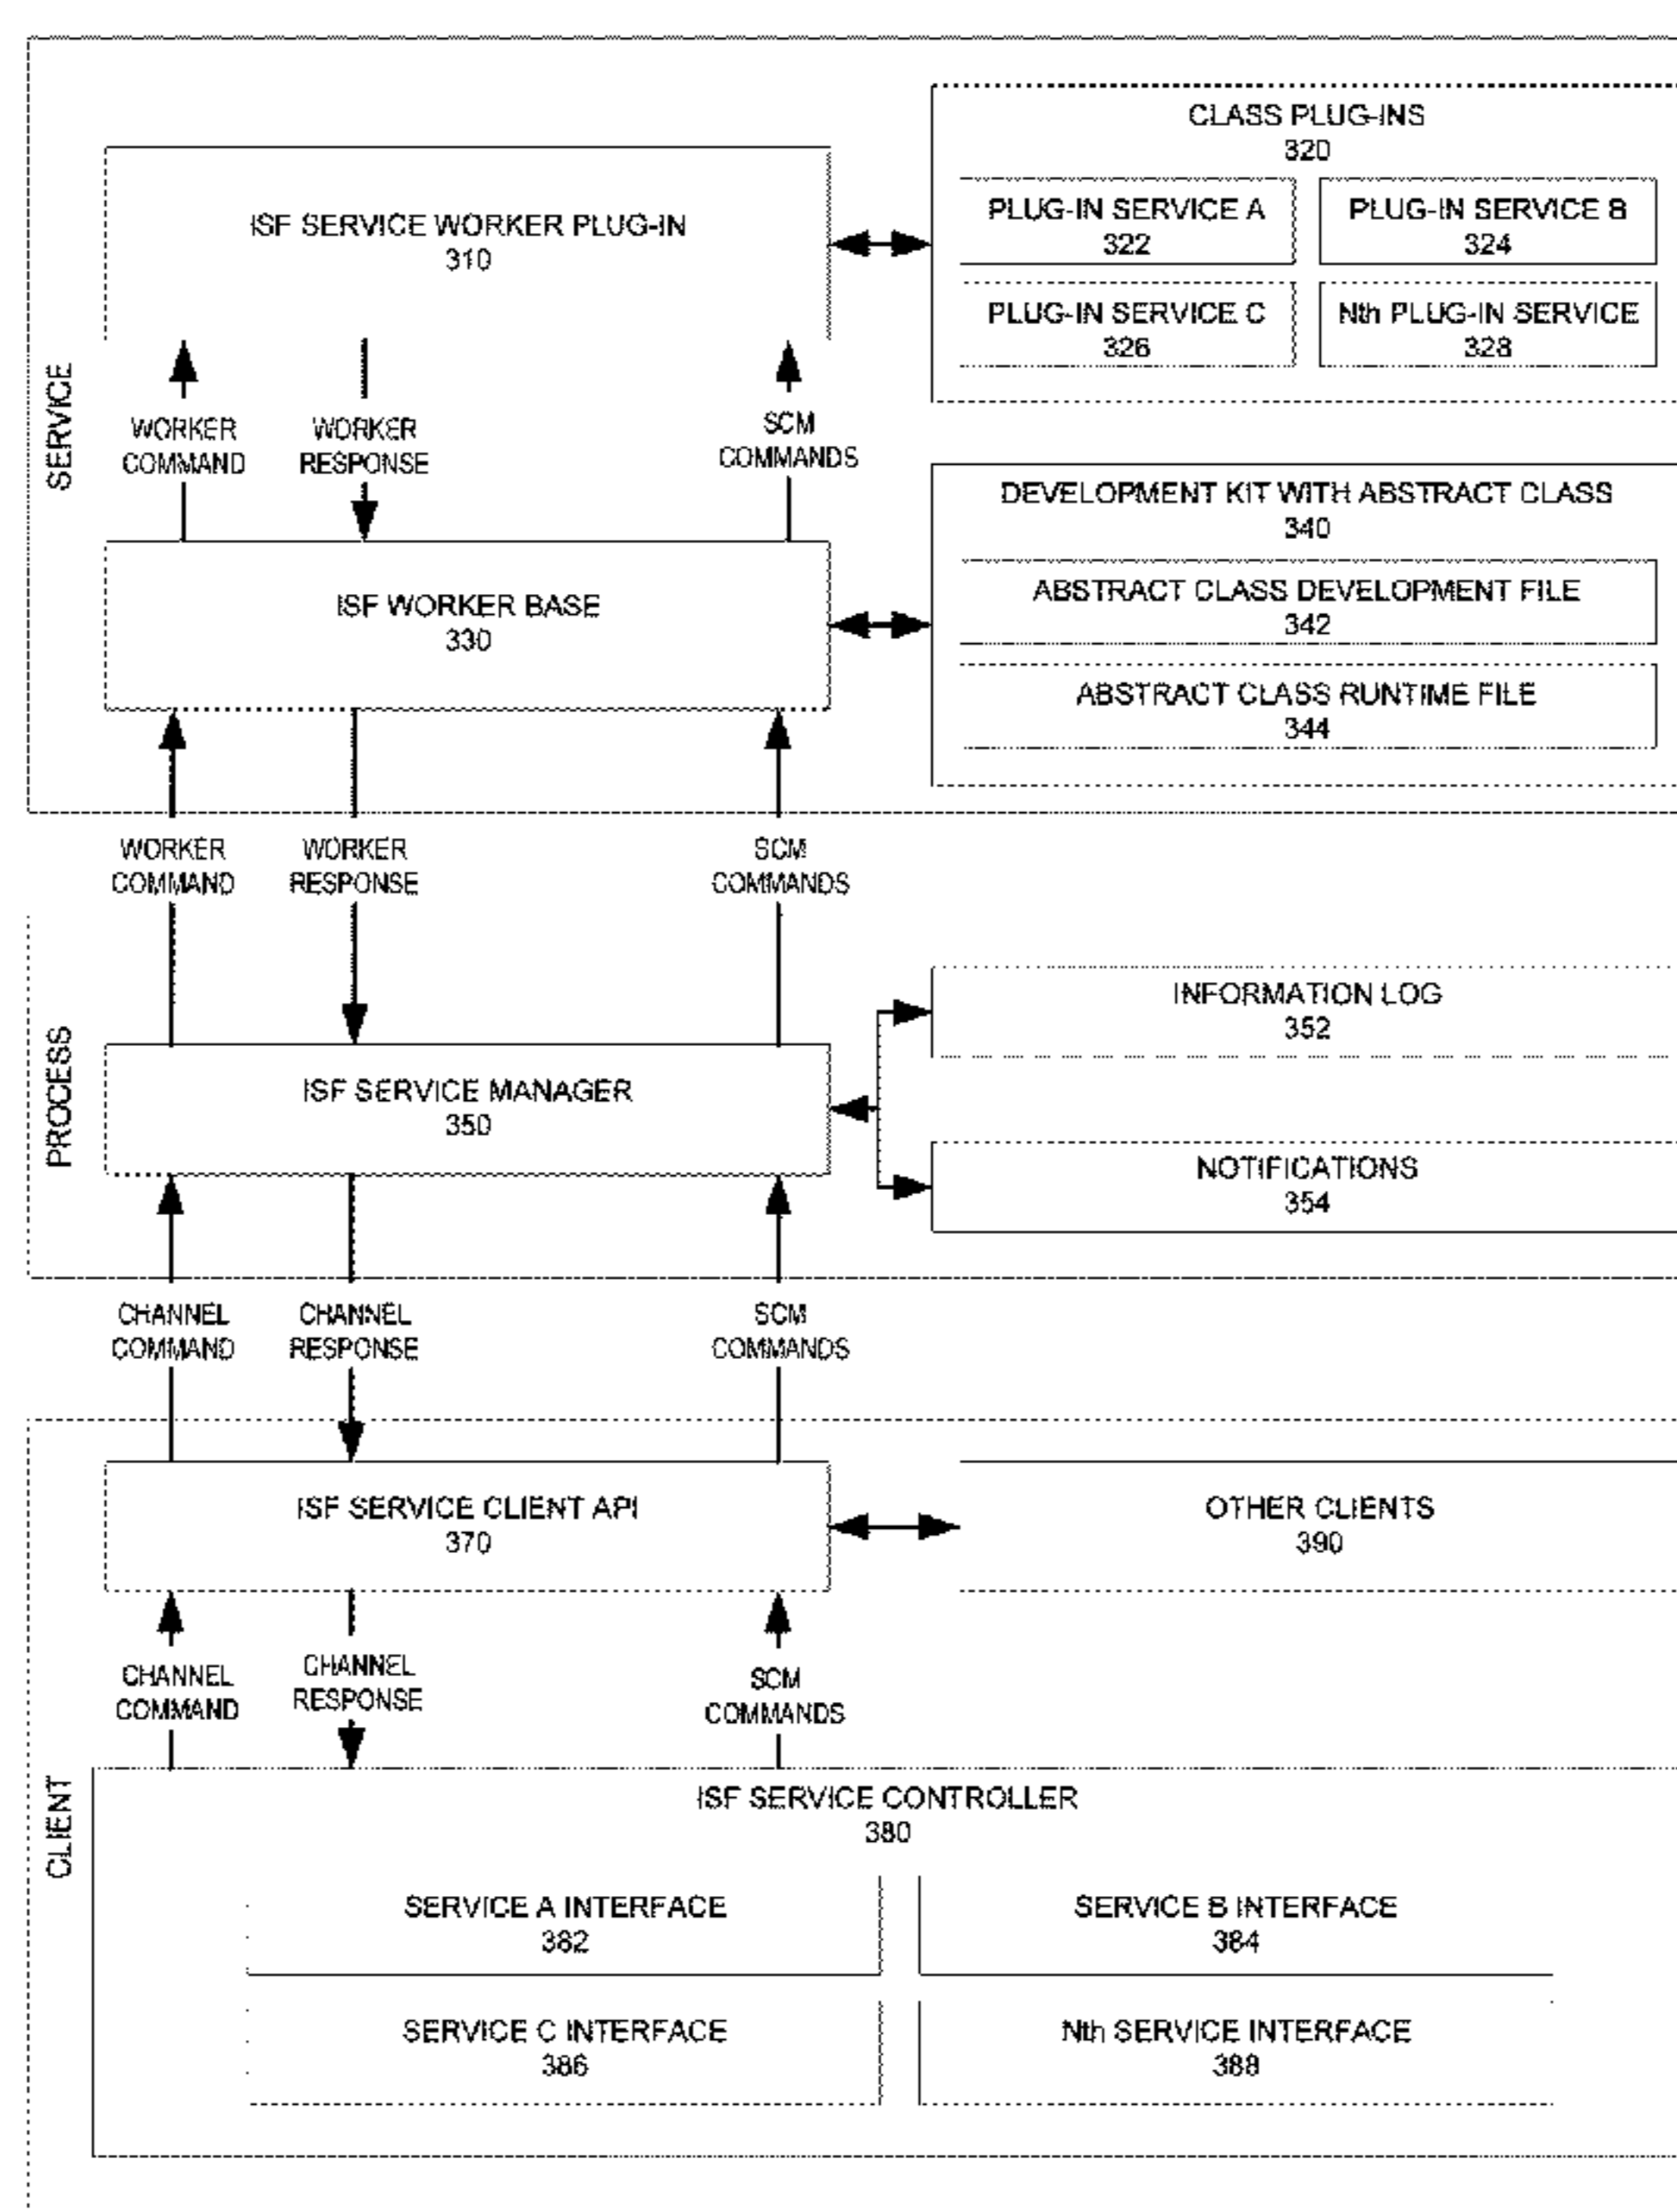 SERVICE
ISF SERVICE WORKER PLUG-IN
310
CLASS PLUG-INS
320
PLUG-IN SERVICE A
322
PLUG-IN SERVICE B
324
PLUG-IN SERVICE C
326
Nth PLUG-IN SERVICE
328
WORKER
COMMAND
WORKER
RESPONSE
SCM
COMMANDS
ISF WORKER BASE
330
DEVELOPMENT KIT WITH ABSTRACT CLASS
340
ABSTRACT CLASS DEVELOPMENT FILE
342
ABSTRACT CLASS RUNTIME FILE
344
WORKER
COMMAND
WORKER
RESPONSE
SCM
COMMANDS
PROCESS
ISF SERVICE MANAGER
350
INFORMATION LOG
352
NOTIFICATIONS
354
CHANNEL
COMMAND
CHANNEL
RESPONSE
SCM
COMMANDS
CLIENT
ISF SERVICE CLIENT API
370
OTHER CLIENTS
390
CHANNEL
COMMAND
CHANNEL
RESPONSE
SCM
COMMANDS
ISF SERVICE CONTROLLER
380
SERVICE A INTERFACE
382
SERVICE B INTERFACE
384
SERVICE C INTERFACE
386
Nth SERVICE INTERFACE
388